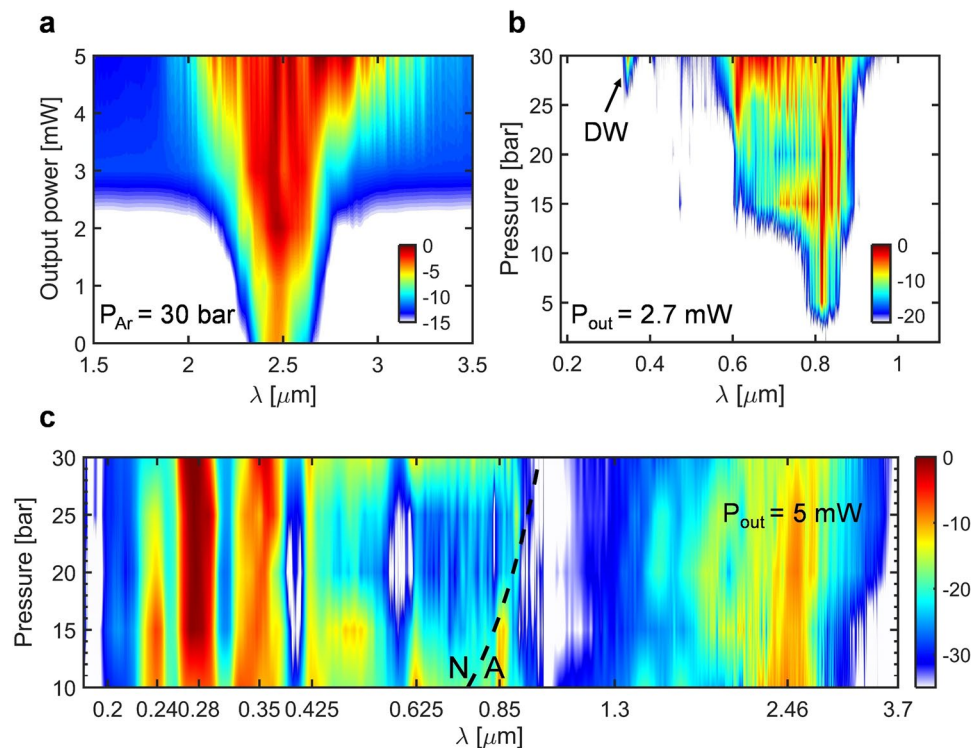 a
5
4
3
2
1
0
Output power [mW]
P_Ar = 30 bar
0
-5
-10
-15
1.5 2 2.5 3 3.5
λ [μm]
b
30
25
20
15
10
5
Pressure [bar]
DW
P_out = 2.7 mW
0
-10
-20
0.2 0.4 0.6 0.8 1
λ [μm]
c
30
25
20
15
10
Pressure [bar]
P_out = 5 mW
N A
0
-10
-20
-30
0.2 0.240 0.28 0.35 0.425 0.625 0.85 1.3 2.46 3.7
λ [μm]